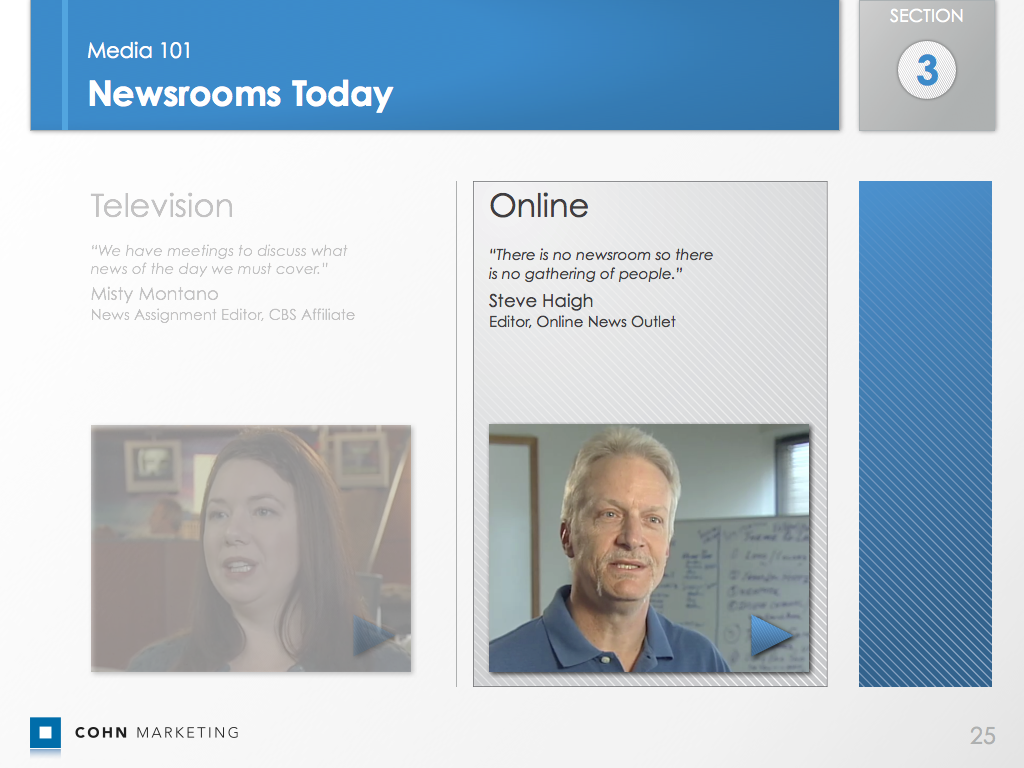 SECTION
3
Media 101
Newsrooms Today
Television
“We have meetings to discuss what
news of the day we must cover.”
Misty Montano
News Assignment Editor, CBS Affiliate
Online
“There is no newsroom so there
is no gathering of people.”
Steve Haigh
Editor, Online News Outlet
COHN MARKETING
25